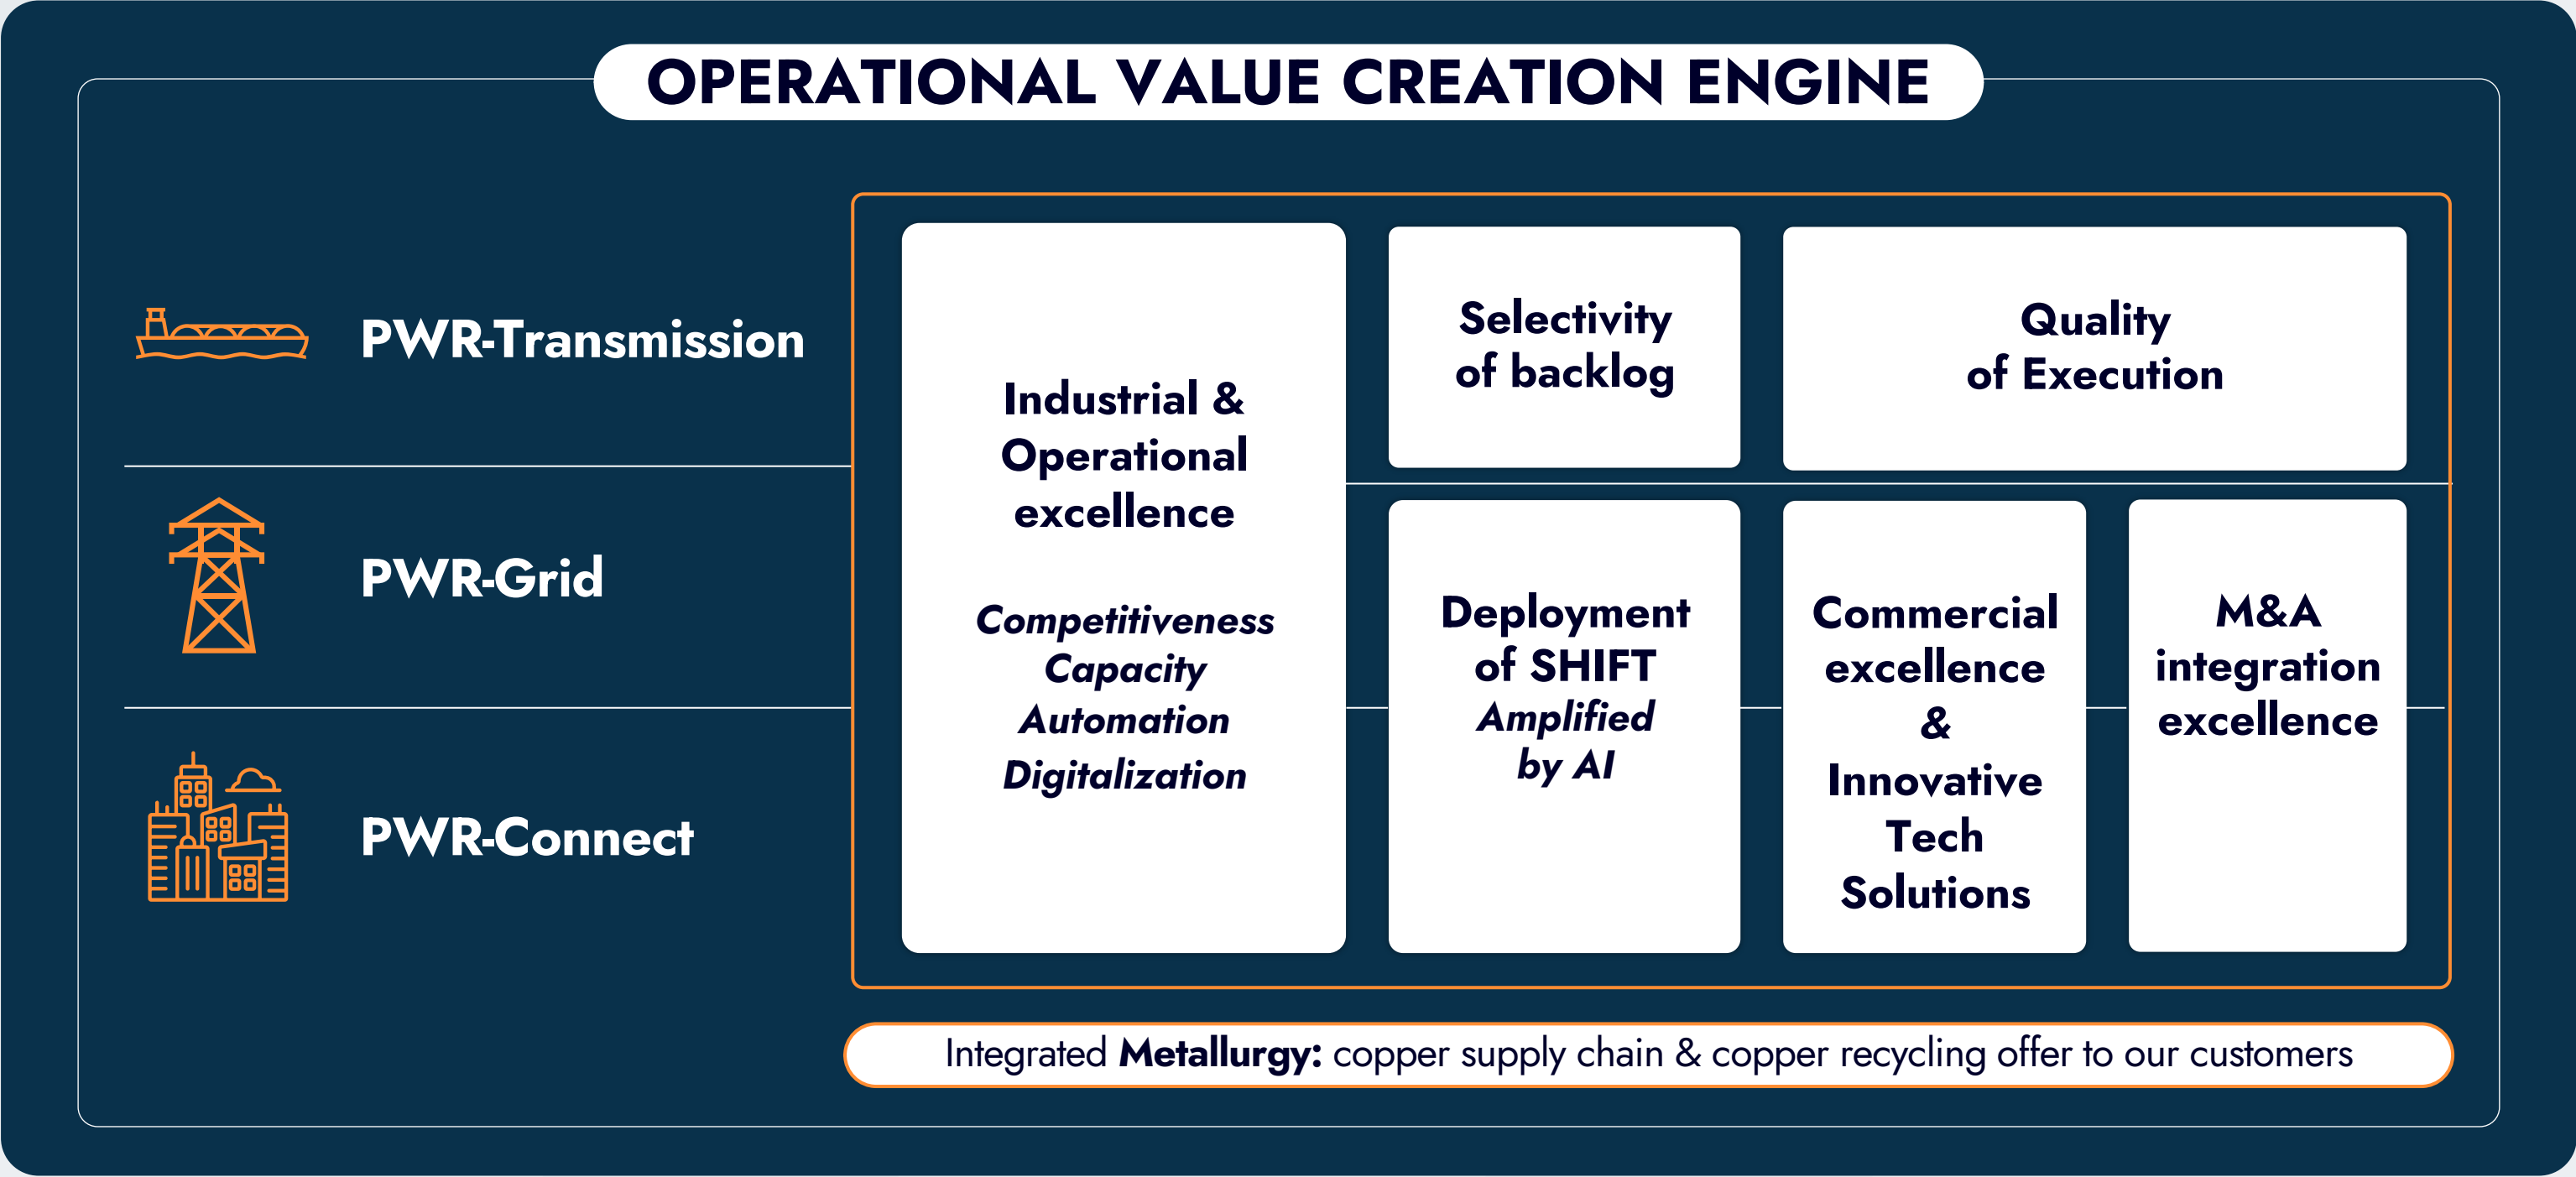 OPERATIONAL VALUE CREATION ENGINE
PWR-Transmission
PWR-Grid
PWR-Connect
Industrial &
Operational
excellence
Competitiveness
Capacity
Automation
Digitalization
Selectivity
of backlog
Quality
of Execution
Deployment
of SHIFT
Amplified
by AI
Commercial
excellence
&
Innovative
Tech
Solutions
M&A
integration
excellence
Integrated Metallurgy: copper supply chain & copper recycling offer to our customers